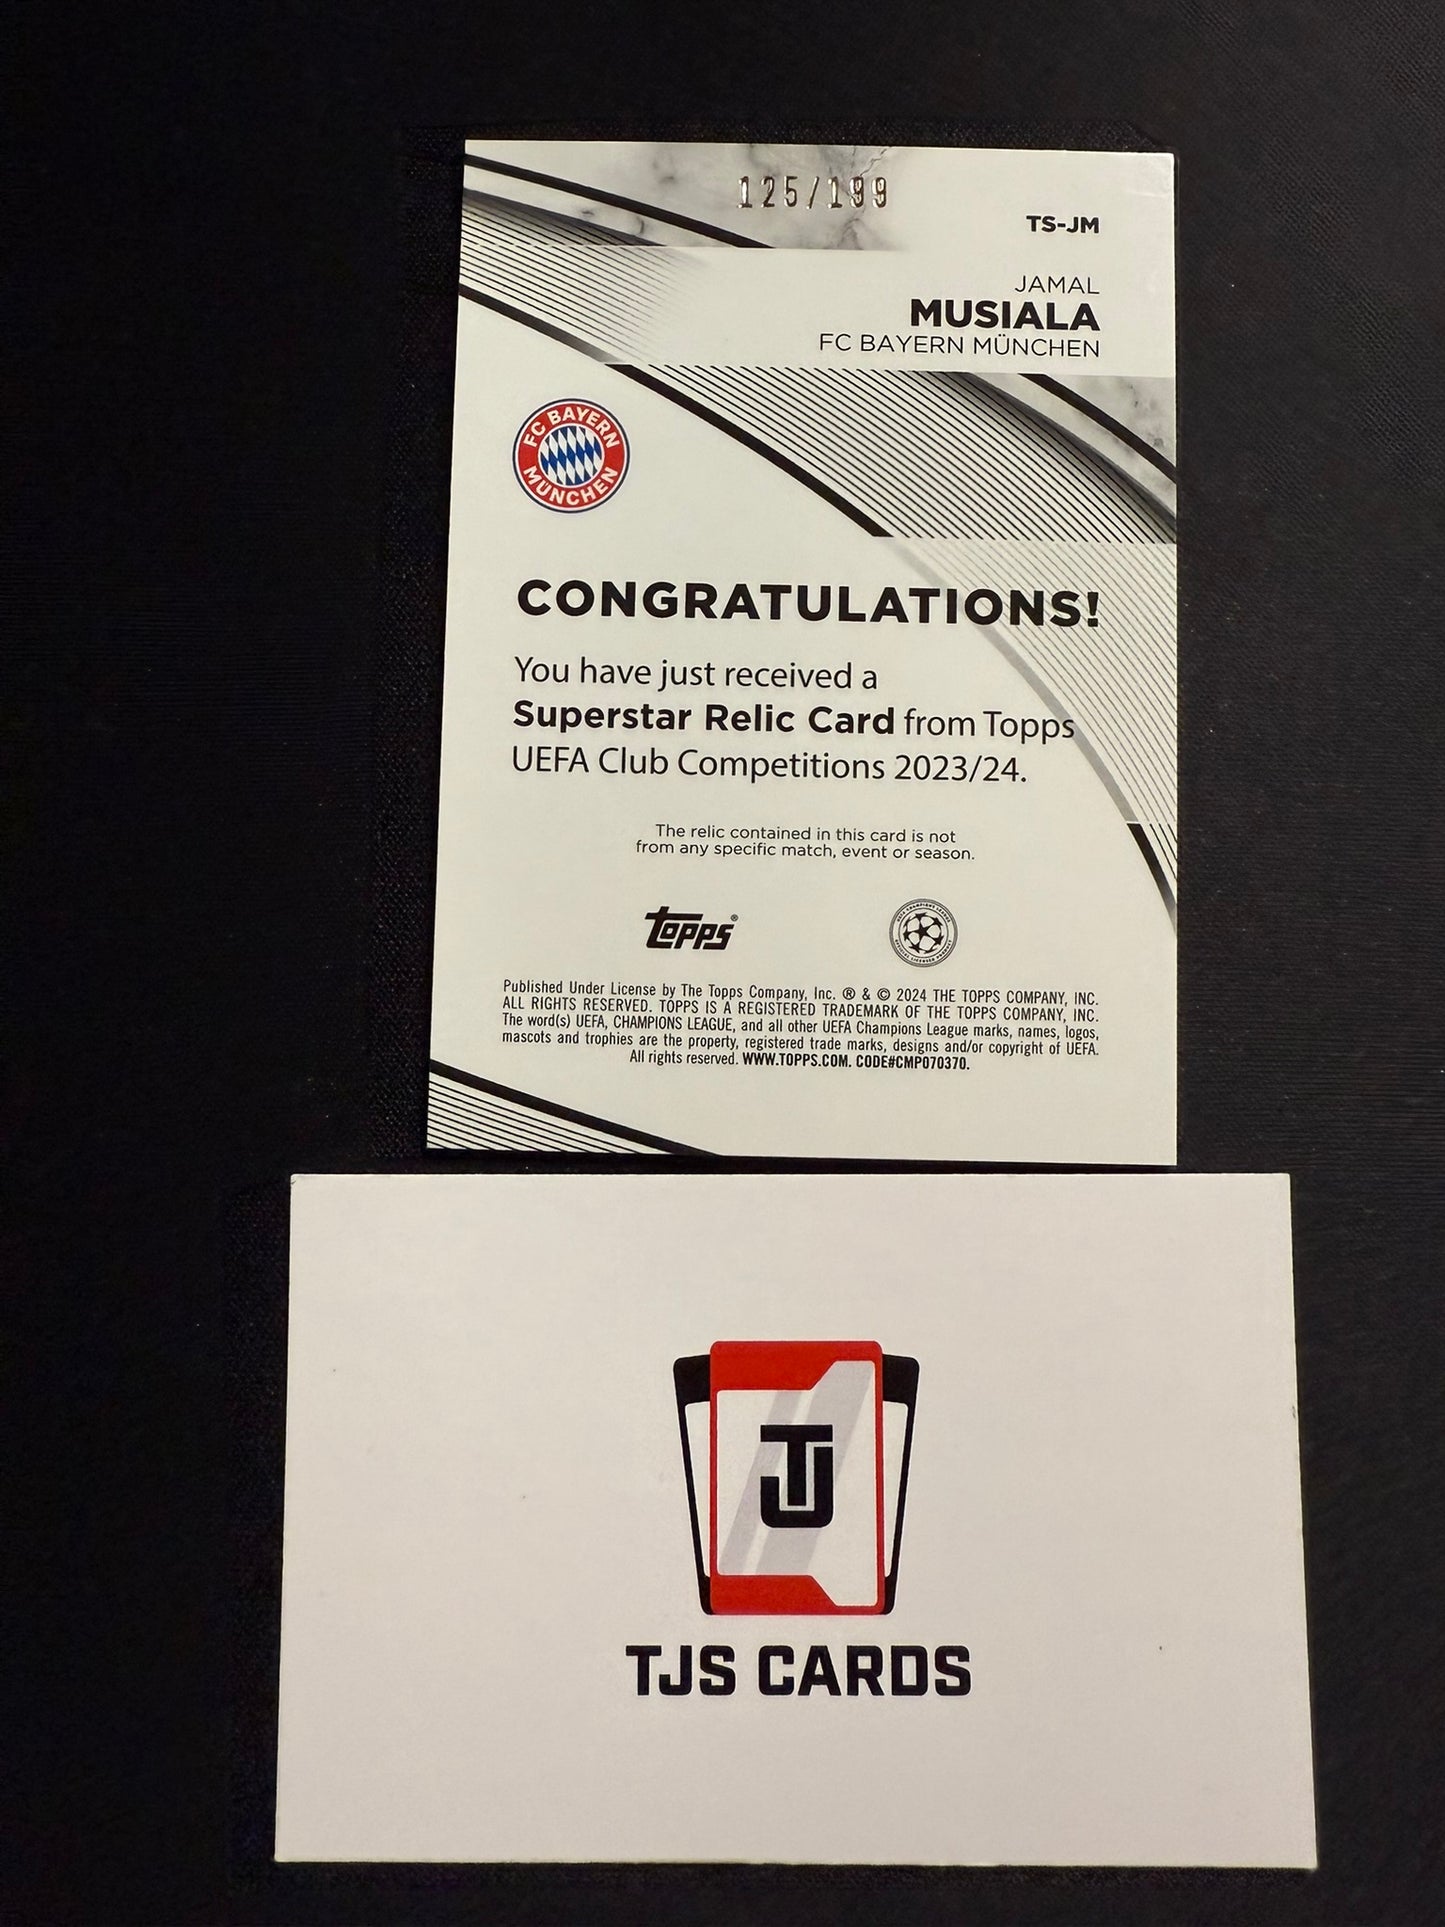 125/199
TS-JM
JAMAL
MUSIALA
FC BAYERN MÜNCHEN
FC BAYERN
MÜNCHEN
CONGRATULATIONS!
You have just received a
Superstar Relic Card from Topps
UEFA Club Competitions 2023/24.
The relic contained in this card is not
from any specific match, event or season.
Topps®
Published Under License by The Topps Company, Inc. ® & © 2024 THE TOPPS COMPANY, INC.
ALL RIGHTS RESERVED. TOPPS IS A REGISTERED TRADEMARK OF THE TOPPS COMPANY, INC.
The word(s) UEFA, CHAMPIONS LEAGUE, and all other UEFA Champions League marks, names, logos,
mascots and trophies are the property, registered trade marks, designs and/or copyright of UEFA.
All rights reserved. WWW.TOPPS.COM. CODE#CMP070370.
TJ
TJS CARDS